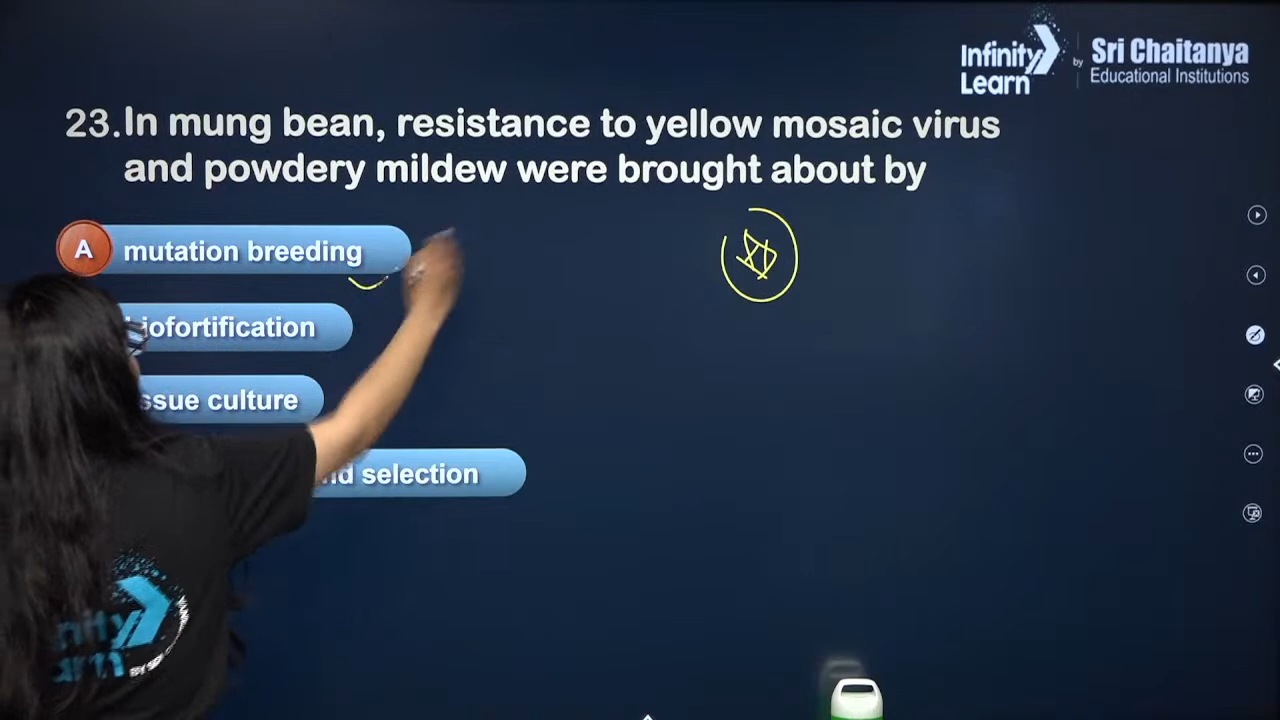 Infinity Learn
by
Sri Chaitanya
Educational Institutions
23. In mung bean, resistance to yellow mosaic virus
and powdery mildew were brought about by
A mutation breeding
biofortification
ssue culture
nd selection